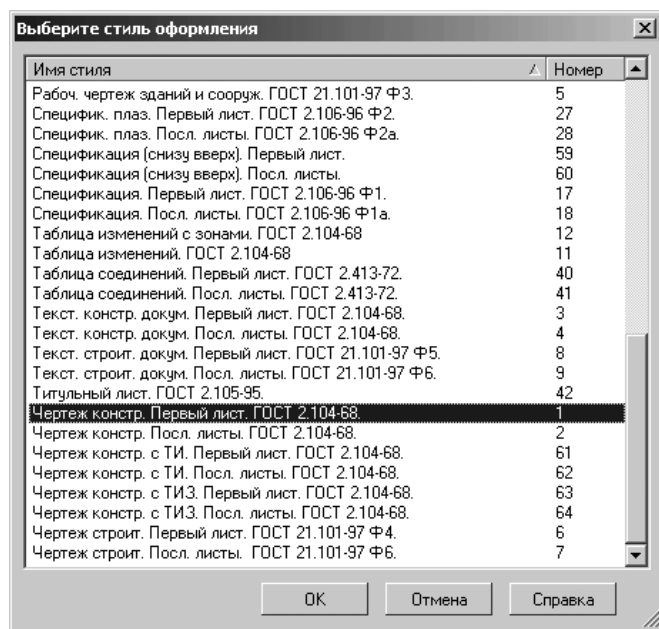 Выберите стиль оформления
Имя стиля Номер
Рабоч. чертеж зданий и сооруж. ГОСТ 21.101-97 Ф3. 5
Специфик. плаз. Первый лист. ГОСТ 2.106-96 Ф2. 27
Специфик. плаз. Посл. листы. ГОСТ 2.106-96 Ф2а. 28
Спецификация (снизу вверх). Первый лист. 59
Спецификация (снизу вверх). Посл. листы. 60
Спецификация. Первый лист. ГОСТ 2.106-96 Ф1. 17
Спецификация. Посл. листы. ГОСТ 2.106-96 Ф1а. 18
Таблица изменений с зонами. ГОСТ 2.104-68 12
Таблица изменений. ГОСТ 2.104-68 11
Таблица соединений. Первый лист. ГОСТ 2.413-72. 40
Таблица соединений. Посл. листы. ГОСТ 2.413-72. 41
Текст. констр. докум. Первый лист. ГОСТ 2.104-68. 3
Текст. констр. докум. Посл. листы. ГОСТ 2.104-68. 4
Текст. строит. докум. Первый лист. ГОСТ 21.101-97 Ф5. 8
Текст. строит. докум. Посл. листы. ГОСТ 21.101-97 Ф6. 9
Титульный лист. ГОСТ 2.105-95. 42
Чертеж констр. Первый лист. ГОСТ 2.104-68. 1
Чертеж констр. Посл. листы. ГОСТ 2.104-68. 2
Чертеж констр. с ТИ. Первый лист. ГОСТ 2.104-68. 61
Чертеж констр. с ТИ. Посл. листы. ГОСТ 2.104-68. 62
Чертеж констр. с ТИЗ. Первый лист. ГОСТ 2.104-68. 63
Чертеж констр. с ТИЗ. Посл. листы. ГОСТ 2.104-68. 64
Чертеж строит. Первый лист. ГОСТ 21.101-97 Ф4. 6
Чертеж строит. Посл. листы. ГОСТ 21.101-97 Ф6. 7
OK Отмена Справка